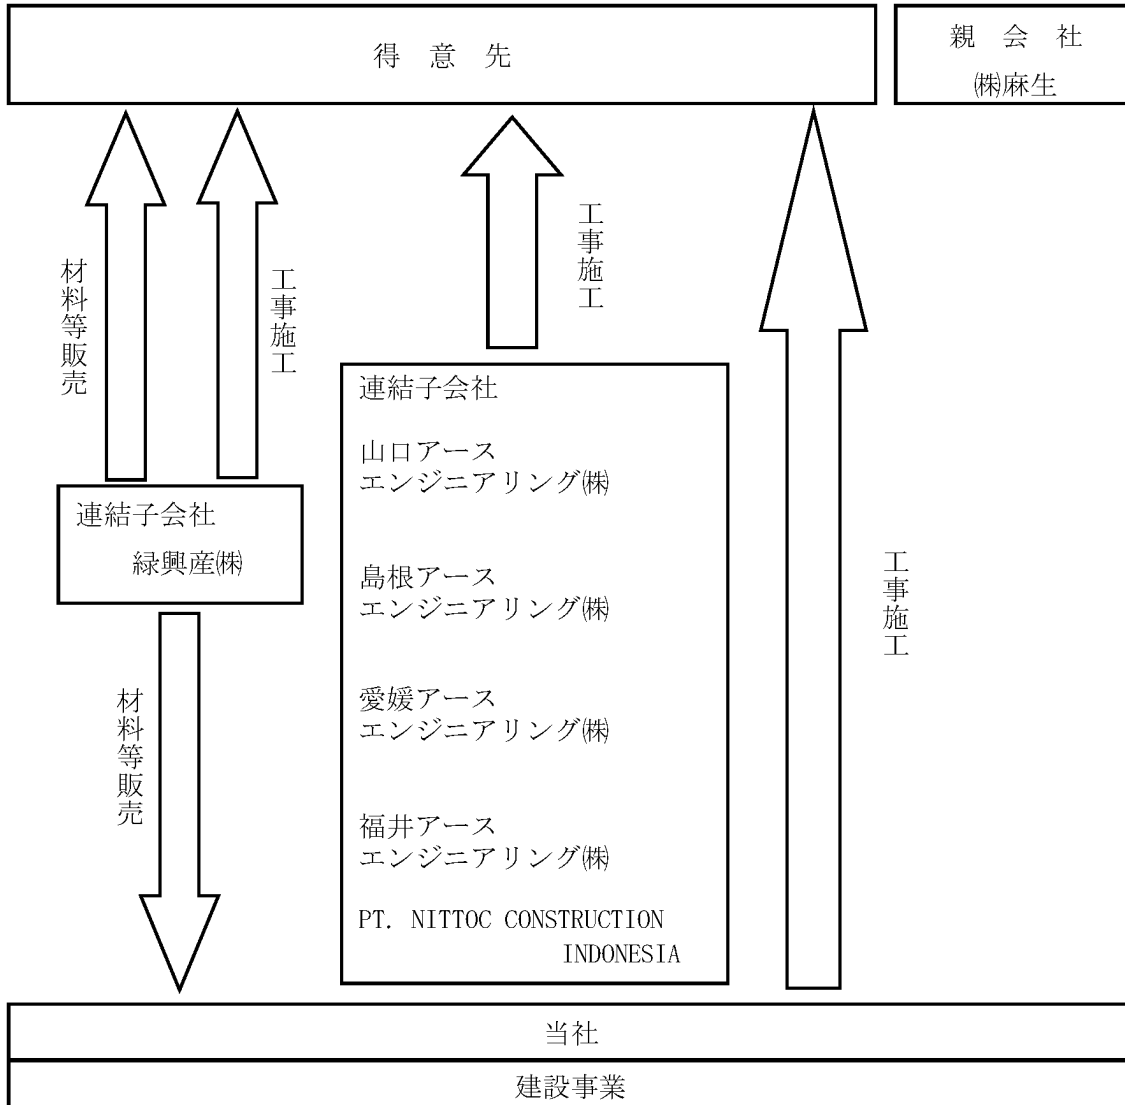 得意先
親会社
㈱麻生
材料等販売
工事施工
工事施工
連結子会社
緑興産㈱
連結子会社
山口アース
エンジニアリング㈱
島根アース
エンジニアリング㈱
愛媛アース
エンジニアリング㈱
福井アース
エンジニアリング㈱
PT. NITTOC CONSTRUCTION
INDONESIA
工事施工
材料等販売
当社
建設事業